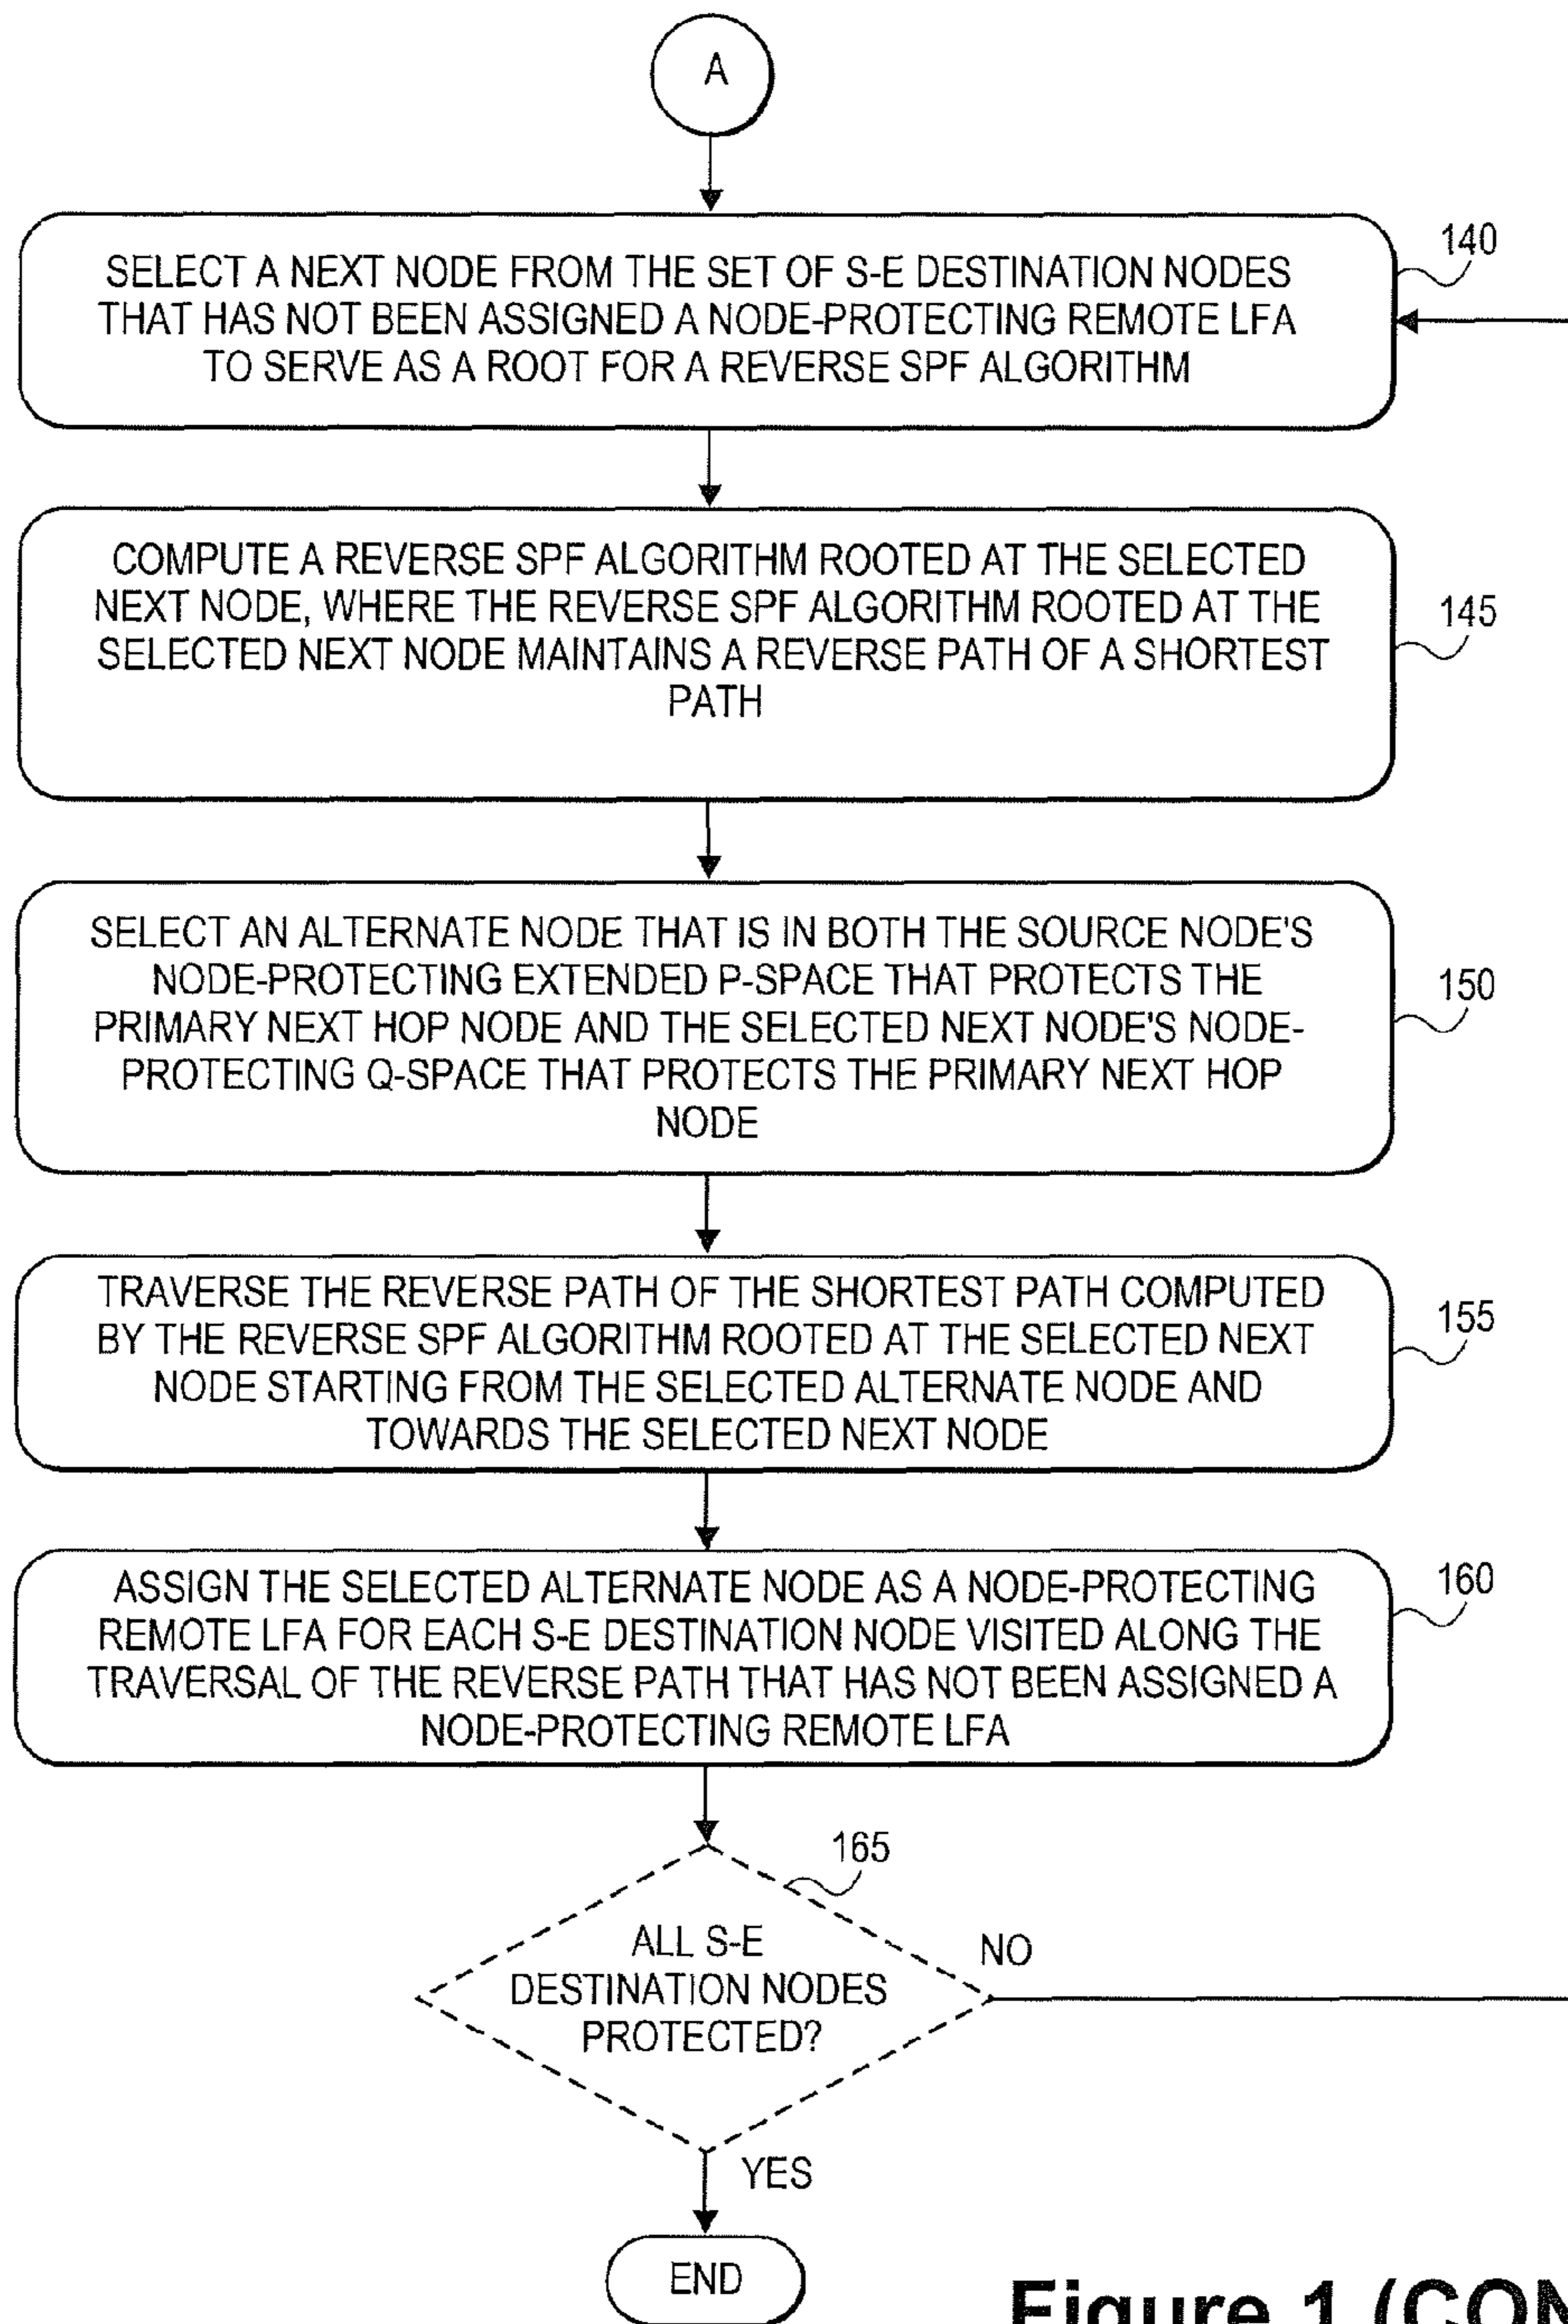 A
SELECT A NEXT NODE FROM THE SET OF S-E DESTINATION NODES
THAT HAS NOT BEEN ASSIGNED A NODE-PROTECTING REMOTE LFA
TO SERVE AS A ROOT FOR A REVERSE SPF ALGORITHM
140
COMPUTE A REVERSE SPF ALGORITHM ROOTED AT THE SELECTED
NEXT NODE, WHERE THE REVERSE SPF ALGORITHM ROOTED AT THE
SELECTED NEXT NODE MAINTAINS A REVERSE PATH OF A SHORTEST
PATH
145
SELECT AN ALTERNATE NODE THAT IS IN BOTH THE SOURCE NODE'S
NODE-PROTECTING EXTENDED P-SPACE THAT PROTECTS THE
PRIMARY NEXT HOP NODE AND THE SELECTED NEXT NODE'S NODE-
PROTECTING Q-SPACE THAT PROTECTS THE PRIMARY NEXT HOP
NODE
150
TRAVERSE THE REVERSE PATH OF THE SHORTEST PATH COMPUTED
BY THE REVERSE SPF ALGORITHM ROOTED AT THE SELECTED NEXT
NODE STARTING FROM THE SELECTED ALTERNATE NODE AND
TOWARDS THE SELECTED NEXT NODE
155
ASSIGN THE SELECTED ALTERNATE NODE AS A NODE-PROTECTING
REMOTE LFA FOR EACH S-E DESTINATION NODE VISITED ALONG THE
TRAVERSAL OF THE REVERSE PATH THAT HAS NOT BEEN ASSIGNED A
NODE-PROTECTING REMOTE LFA
160
165
ALL S-E
DESTINATION NODES
PROTECTED?
NO
YES
END
Figure 1 (CON